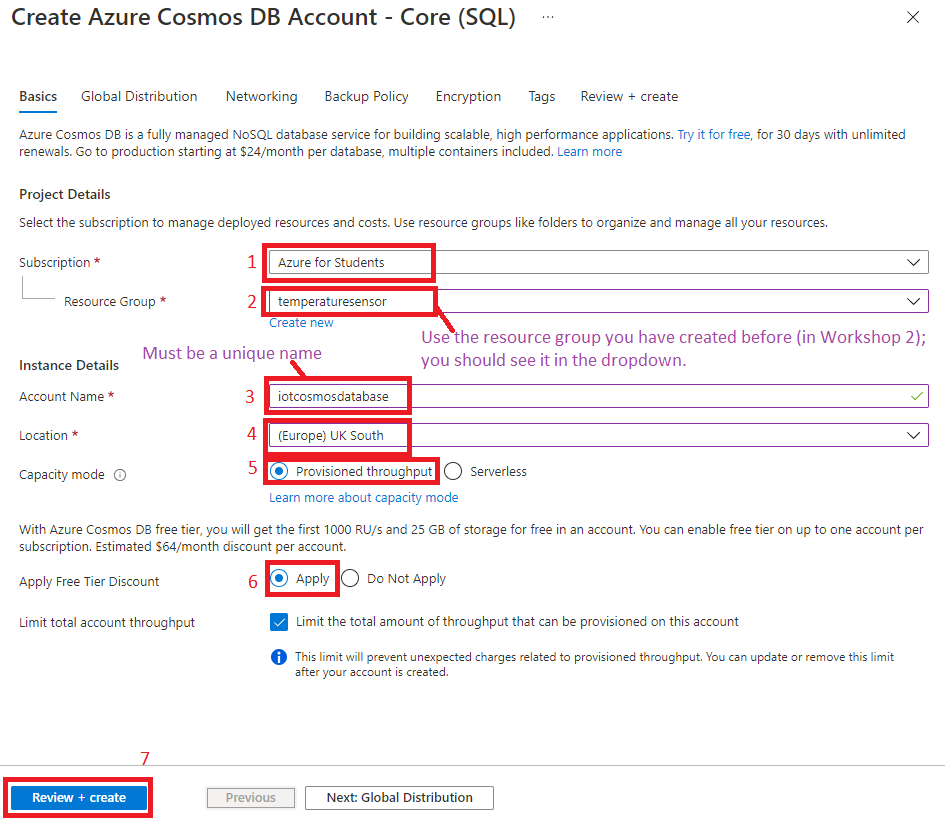 Create Azure Cosmos DB Account - Core (SQL) ...
Basics Global Distribution Networking Backup Policy Encryption Tags Review + create
Azure Cosmos DB is a fully managed NoSQL database service for building scalable, high performance applications. Try it for free, for 30 days with unlimited
renewals. Go to production starting at $24/month per database, multiple containers included. Learn more
Project Details
Select the subscription to manage deployed resources and costs. Use resource groups like folders to organize and manage all your resources.
Subscription * 1 Azure for Students
Resource Group * 2 temperaturesensor
Create new
Use the resource group you have created before (in Workshop 2);
you should see it in the dropdown.
Must be a unique name
Instance Details
Account Name * 3 iotcosmosdatabase
Location * 4 (Europe) UK South
Capacity mode 5 Provisioned throughput Serverless
Learn more about capacity mode
With Azure Cosmos DB free tier, you will get the first 1000 RU/s and 25 GB of storage for free in an account. You can enable free tier on up to one account per
subscription. Estimated $64/month discount per account.
Apply Free Tier Discount 6 Apply Do Not Apply
Limit total account throughput Limit the total amount of throughput that can be provisioned on this account
This limit will prevent unexpected charges related to provisioned throughput. You can update or remove this limit
after your account is created.
7
Review + create Previous Next: Global Distribution